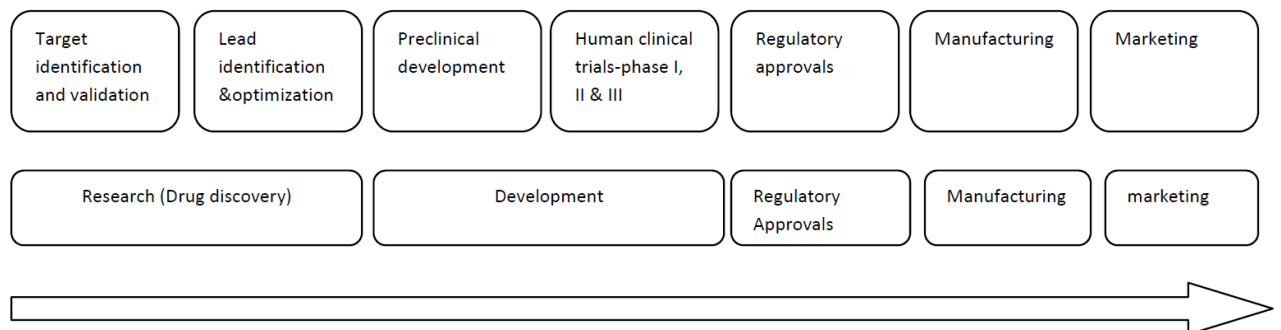 Target
identification
and validation
Lead
identification
&optimization
Preclinical
development
Human clinical
trials-phase I,
II & III
Regulatory
approvals
Manufacturing
Marketing
Research (Drug discovery)
Development
Regulatory
Approvals
Manufacturing
marketing